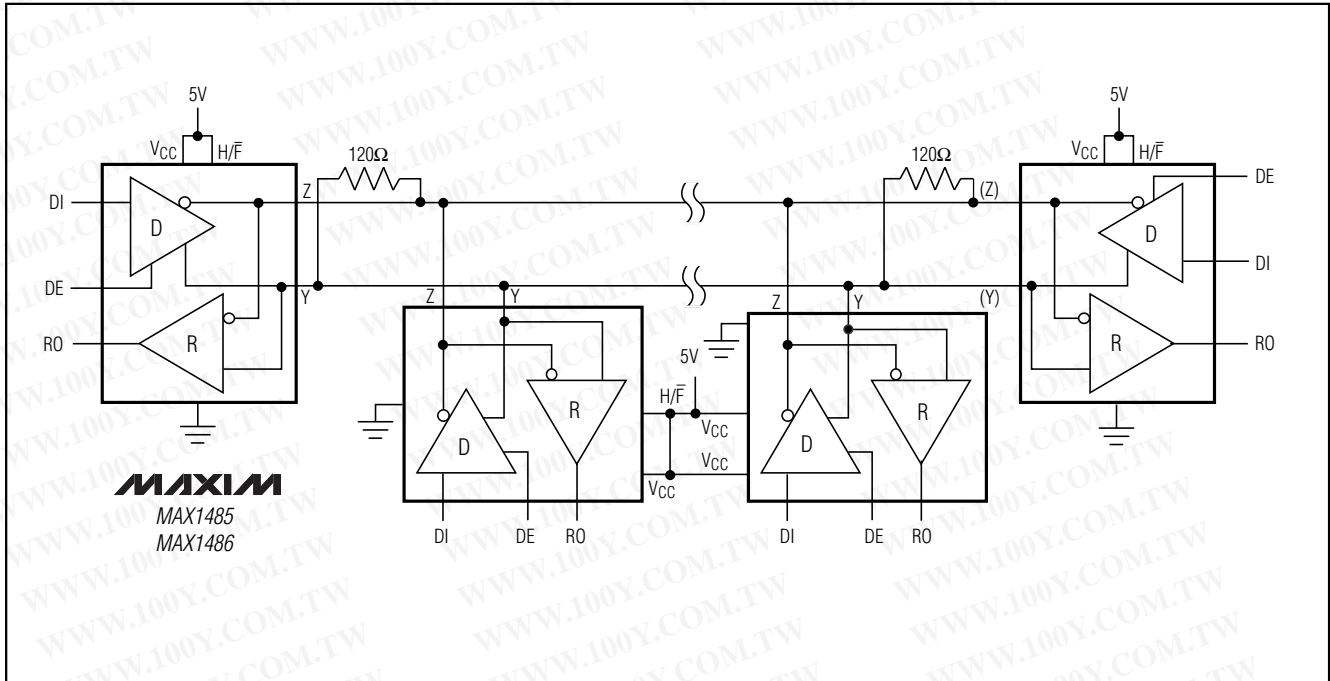 5V
VCC H/F̅
120Ω
120Ω
5V
VCC H/F̅
DI
D
Z
(Z)
DE
D
DE
Y
(Y)
DI
RO
R
Z
Y
Z
Y
R
RO
5V
H/F̅
D
R
VCC
VCC
VCC
D
R
DI
DE
RO
DI
DE
RO
MAXIM
MAX1485
MAX1486
WWW.100Y.COM.TW